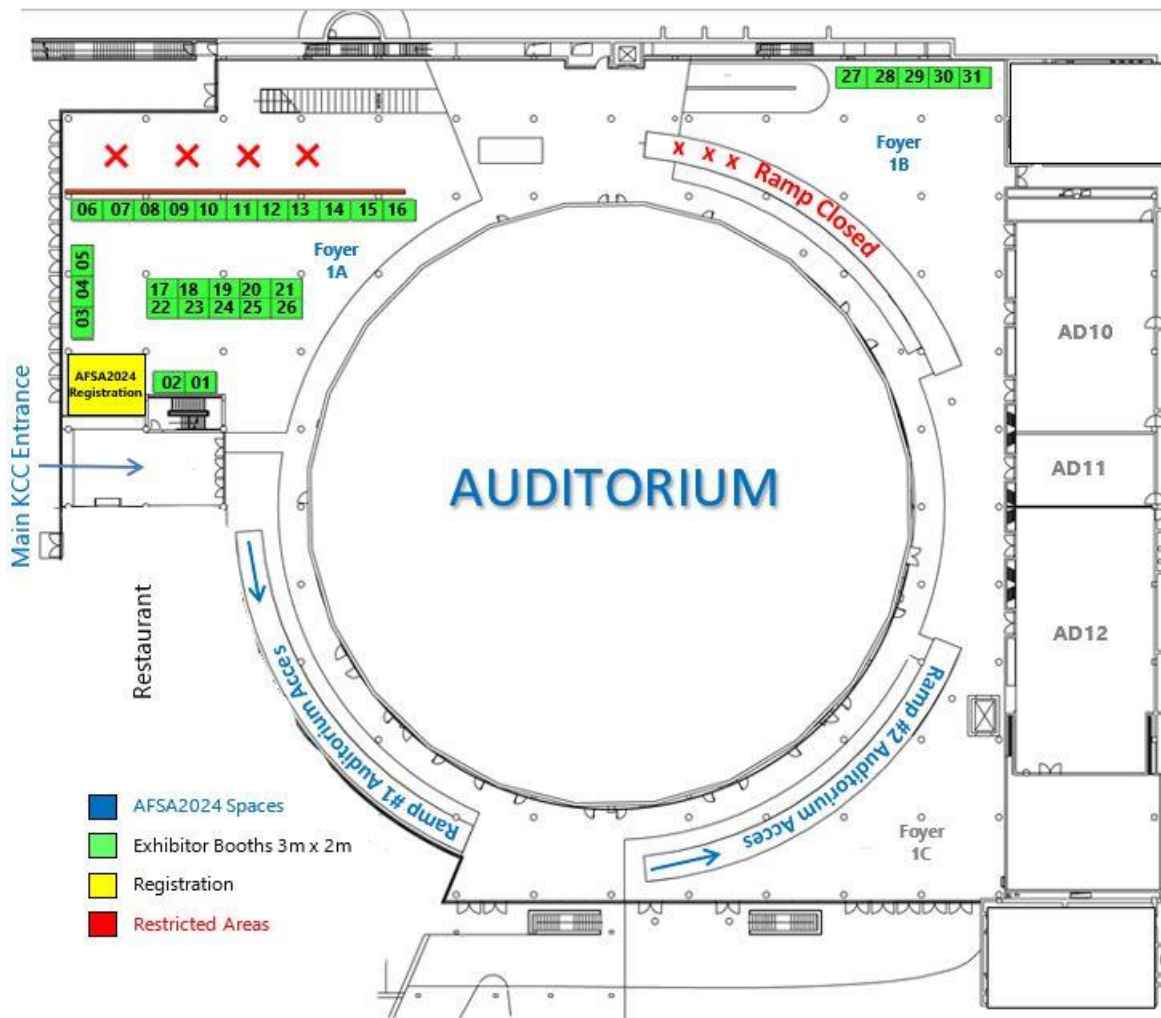 27 28 29 30 31
Foyer
1B
x x x Ramp Closed
06 07 08 09 10 11 12 13 14 15 16
Foyer
1A
05
04
03
17 18 19 20 21
22 23 24 25 26
AFSA2024
Registration
02 01
Main KCC Entrance
AUDITORIUM
AD10
AD11
AD12
Restaurant
Ramp #1 Auditorium Acces
Ramp #2 Auditorium Acces
Foyer
1C
AFSA2024 Spaces
Exhibitor Booths 3m x 2m
Registration
Restricted Areas